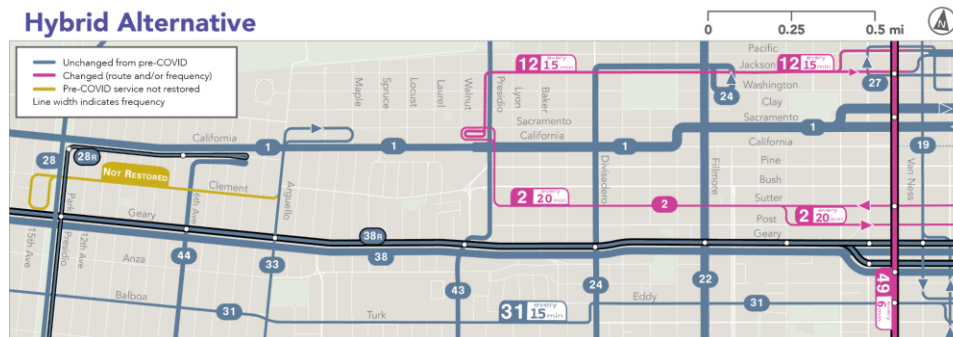 Hybrid Alternative
0 0.25 0.5 mi
Unchanged from pre-COVID
Changed (route and/or frequency)
Pre-COVID service not restored
Line width indicates frequency
Maple
Spruce
Locust
Laurel
Walnut
Presidio
Lyon
Baker
12 every 15 min
Sacramento
California
Pacific
Jackson
12 every 15 min
Washington
27
24
Clay
Sacramento
1
California
California
1
1
1
19
28
28R
NOT RESTORED
Clement
6th Ave
Arguello
Divisadero
Fillmore
Pine
Bush
Van Ness
2 every 20 min
2
Sutter
Post
2 every 20 min
Geary
Geary
38R
38
15th Ave
Park Presidio
12th Ave
Anza
44
33
43
24
22
49 every 6 min
Balboa
31
Turk
31 every 15 min
Eddy
31